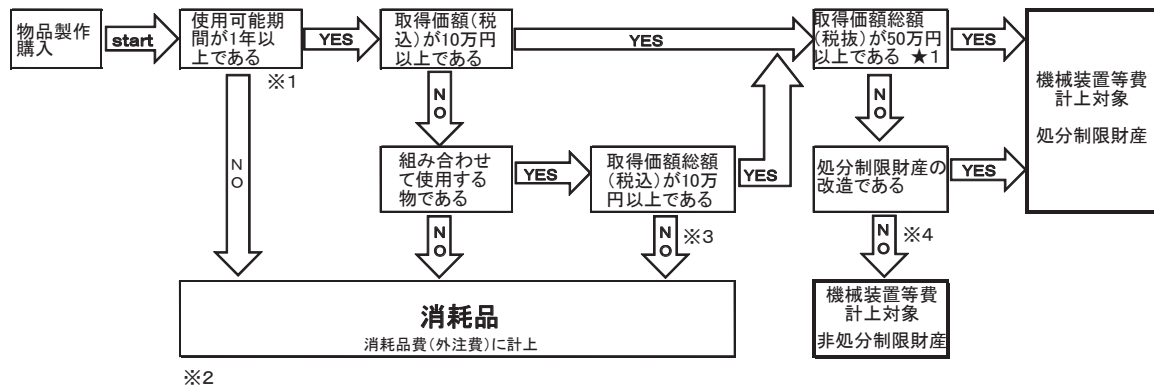 物品製作
購入
start
使用可能期
間が1年以
上である
※1
YES
取得価額(税
込)が10万円
以上である
YES
取得価額総額
(税抜)が50万円
以上である ★1
YES
機械装置等費
計上対象
処分制限財産
NO
NO
NO
組み合わせ
て使用する
物である
YES
取得価額総額
(税込)が10万
円以上である
YES
処分制限財産の
改造である
YES
NO
NO
※3
NO
※4
消耗品
消耗品費(外注費)に計上
機械装置等費
計上対象
非処分制限財産
※2